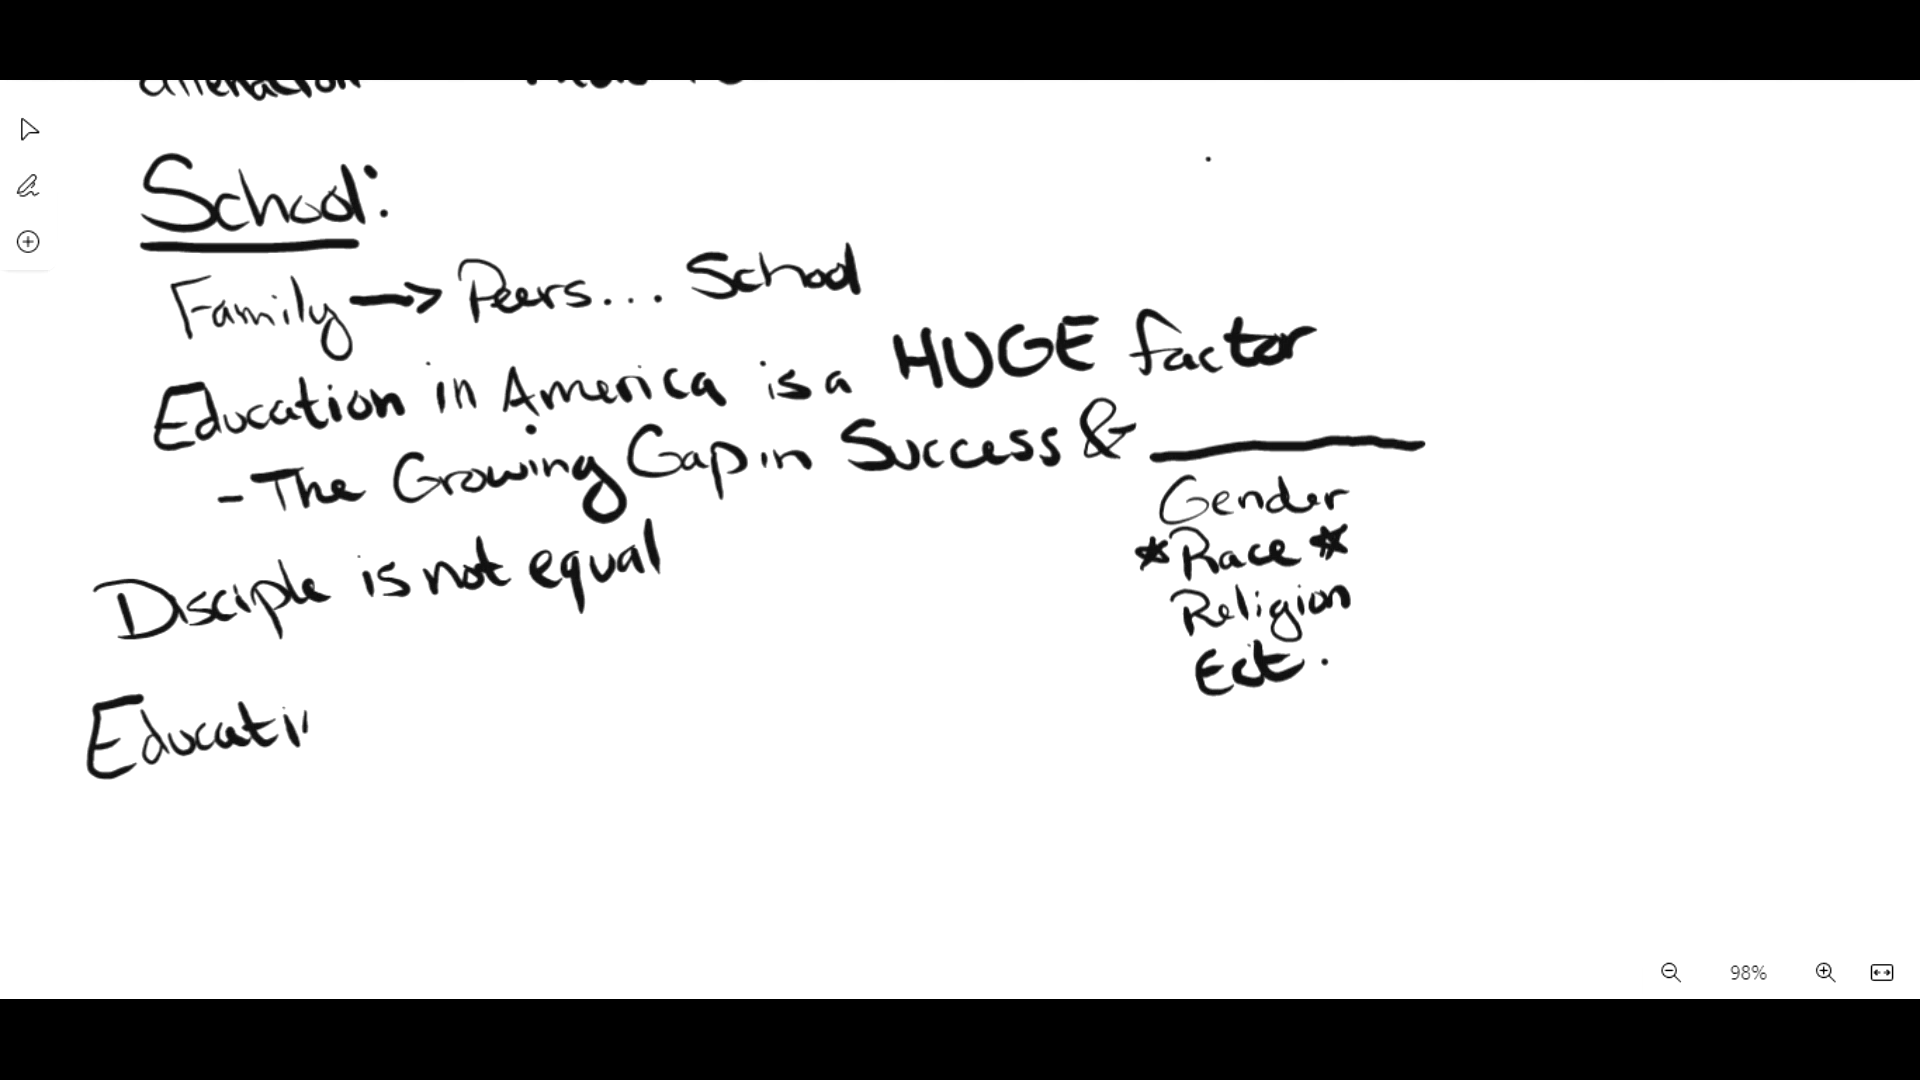 School:
Family → Peers... School
Education in America is a HUGE factor
- The Growing Gap in Success & ______
Gender
*Race*
Religion
Ect.
Disciple is not equal
Educati
98%